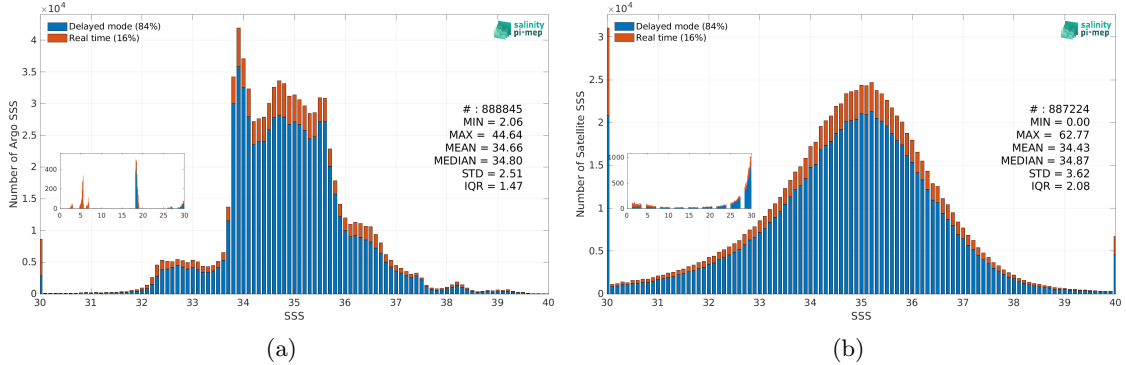 ×10⁴
Delayed mode (84%)
Real time (16%)
salinity
pi-mep
4
3.5
3
2.5
2
1.5
1
0.5
0
Number of Argo SSS
# : 888845
MIN = 2.06
MAX = 44.64
MEAN = 34.66
MEDIAN = 34.80
STD = 2.51
IQR = 1.47
400
200
0
0 5 10 15 20 25 30
30 31 32 33 34 35 36 37 38 39 40
SSS
(a)
×10⁴
Delayed mode (84%)
Real time (16%)
salinity
pi-mep
3
2.5
2
1.5
1
0.5
0
Number of Satellite SSS
# : 887224
MIN = 0.00
MAX = 62.77
MEAN = 34.43
MEDIAN = 34.87
STD = 3.62
IQR = 2.08
1000
500
0
0 5 10 15 20 25 30
30 31 32 33 34 35 36 37 38 39 40
SSS
(b)